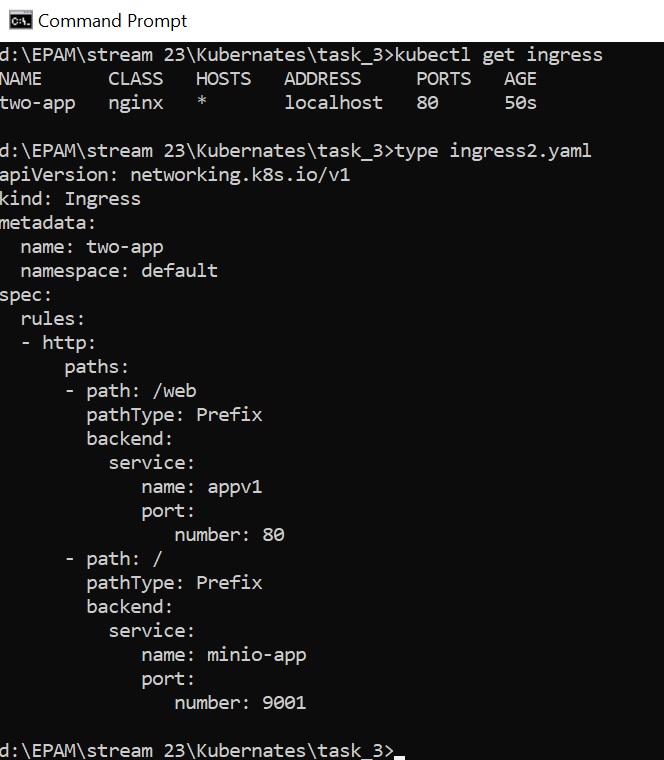 Command Prompt
d:\EPAM\stream 23\Kubernates\task_3>kubectl get ingress
NAME CLASS HOSTS ADDRESS PORTS AGE
two-app nginx * localhost 80 50s
d:\EPAM\stream 23\Kubernates\task_3>type ingress2.yaml
apiVersion: networking.k8s.io/v1
kind: Ingress
metadata:
  name: two-app
  namespace: default
spec:
  rules:
  - http:
      paths:
      - path: /web
        pathType: Prefix
        backend:
          service:
             name: appv1
             port:
                number: 80
      - path: /
        pathType: Prefix
        backend:
          service:
             name: minio-app
             port:
                number: 9001
d:\EPAM\stream 23\Kubernates\task_3>